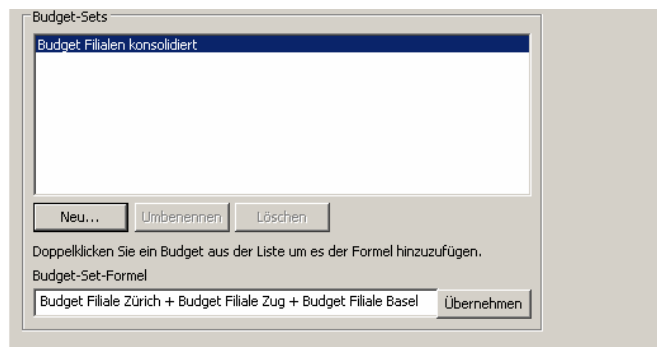 Budget-Sets
Budget Filialen konsolidiert
Neu... Umbenennen Löschen
Doppelklicken Sie ein Budget aus der Liste um es der Formel hinzuzufügen.
Budget-Set-Formel
Budget Filiale Zürich + Budget Filiale Zug + Budget Filiale Basel Übernehmen